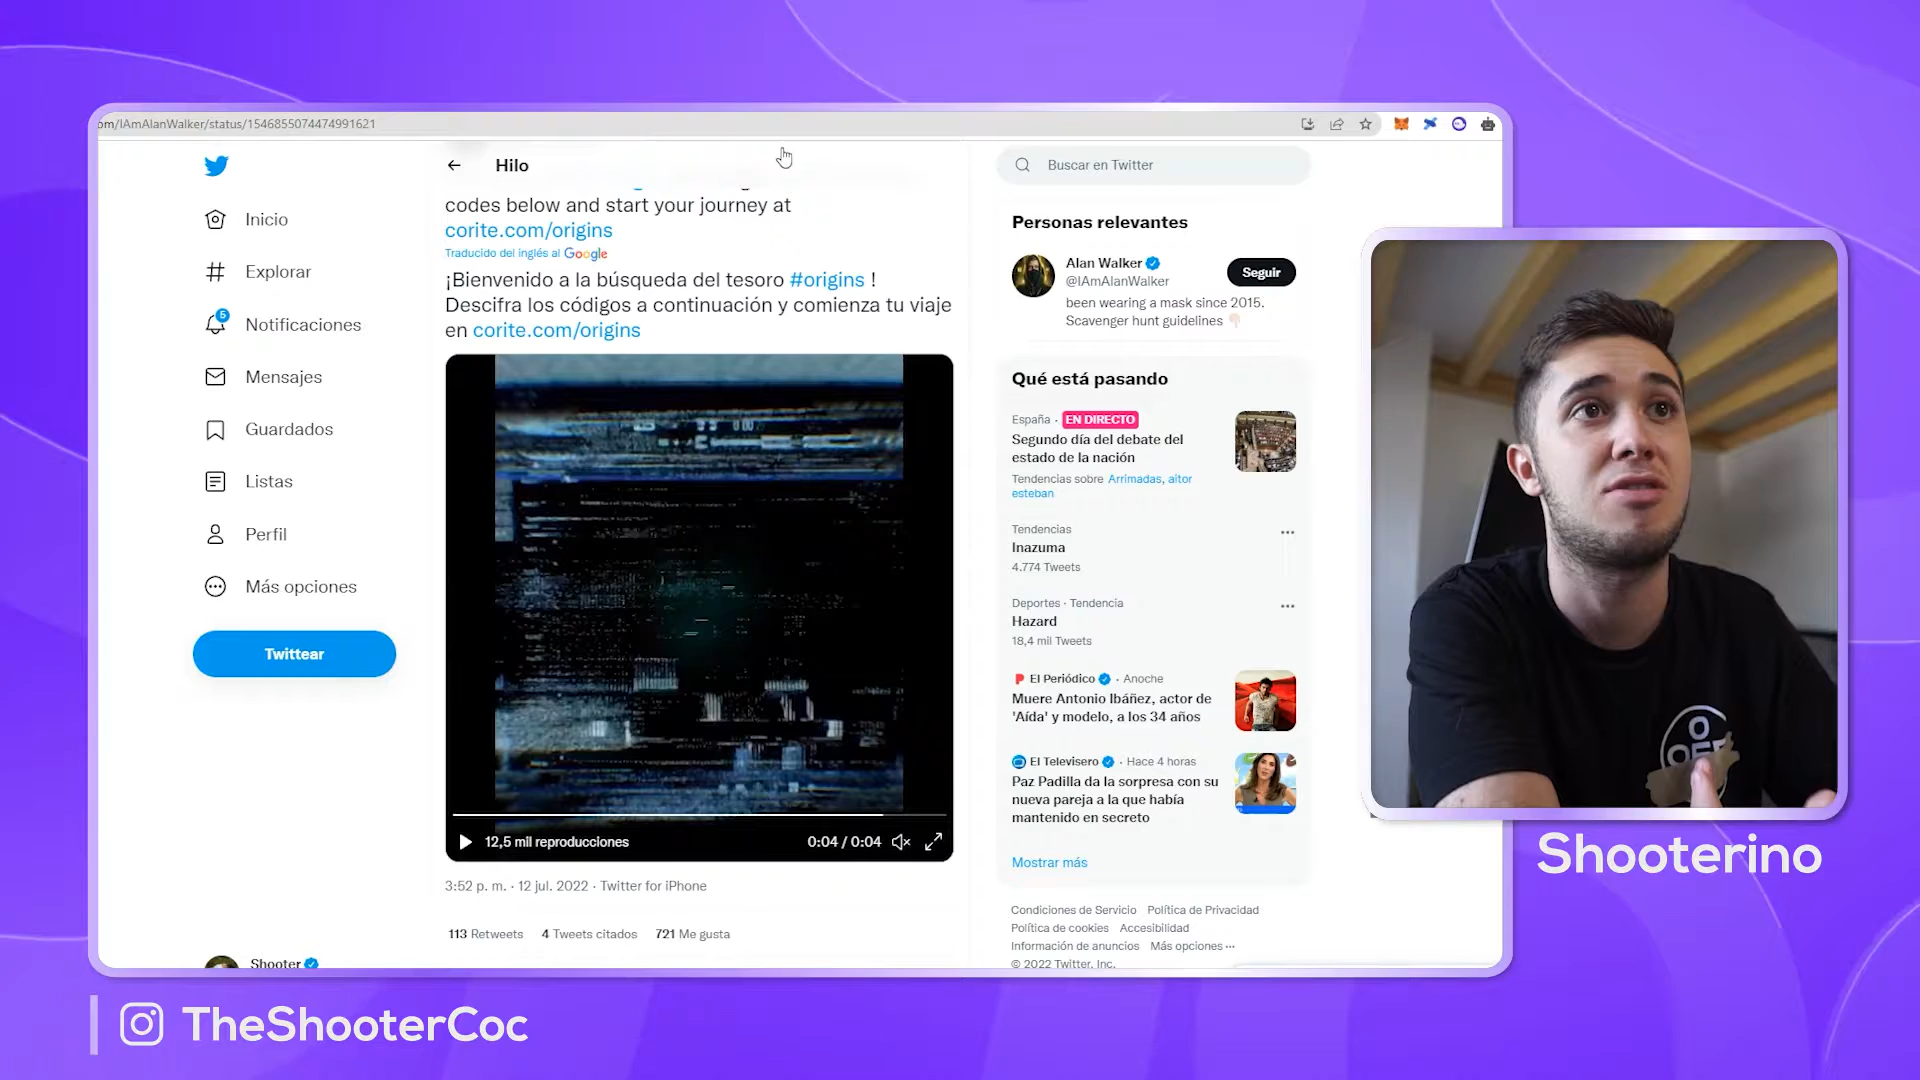 om/IAmAlanWalker/status/1546855074474991621
Inicio
Explorar
5
Notificaciones
Mensajes
Guardados
Listas
Perfil
Más opciones
Twittear
Shooter
Hilo
codes below and start your journey at
corite.com/origins
Traducido del inglés al Google
¡Bienvenido a la búsqueda del tesoro #origins !
Descifra los códigos a continuación y comienza tu viaje
en corite.com/origins
12,5 mil reproducciones
0:04 / 0:04
3:52 p. m. · 12 jul. 2022 · Twitter for iPhone
113 Retweets 4 Tweets citados 721 Me gusta
Buscar en Twitter
Personas relevantes
Alan Walker
@IAmAlanWalker
Seguir
been wearing a mask since 2015.
Scavenger hunt guidelines
Qué está pasando
España · EN DIRECTO
Segundo día del debate del
estado de la nación
Tendencias sobre Arrimadas, aitor
esteban
Tendencias
Inazuma
4.774 Tweets
Deportes · Tendencia
Hazard
18,4 mil Tweets
El Periódico · Anoche
Muere Antonio Ibáñez, actor de
'Aída' y modelo, a los 34 años
El Televisero · Hace 4 horas
Paz Padilla da la sorpresa con su
nueva pareja a la que había
mantenido en secreto
Mostrar más
Condiciones de Servicio Política de Privacidad
Política de cookies Accesibilidad
Información de anuncios Más opciones ···
© 2022 Twitter, Inc.
Shooterino
TheShooterCoc